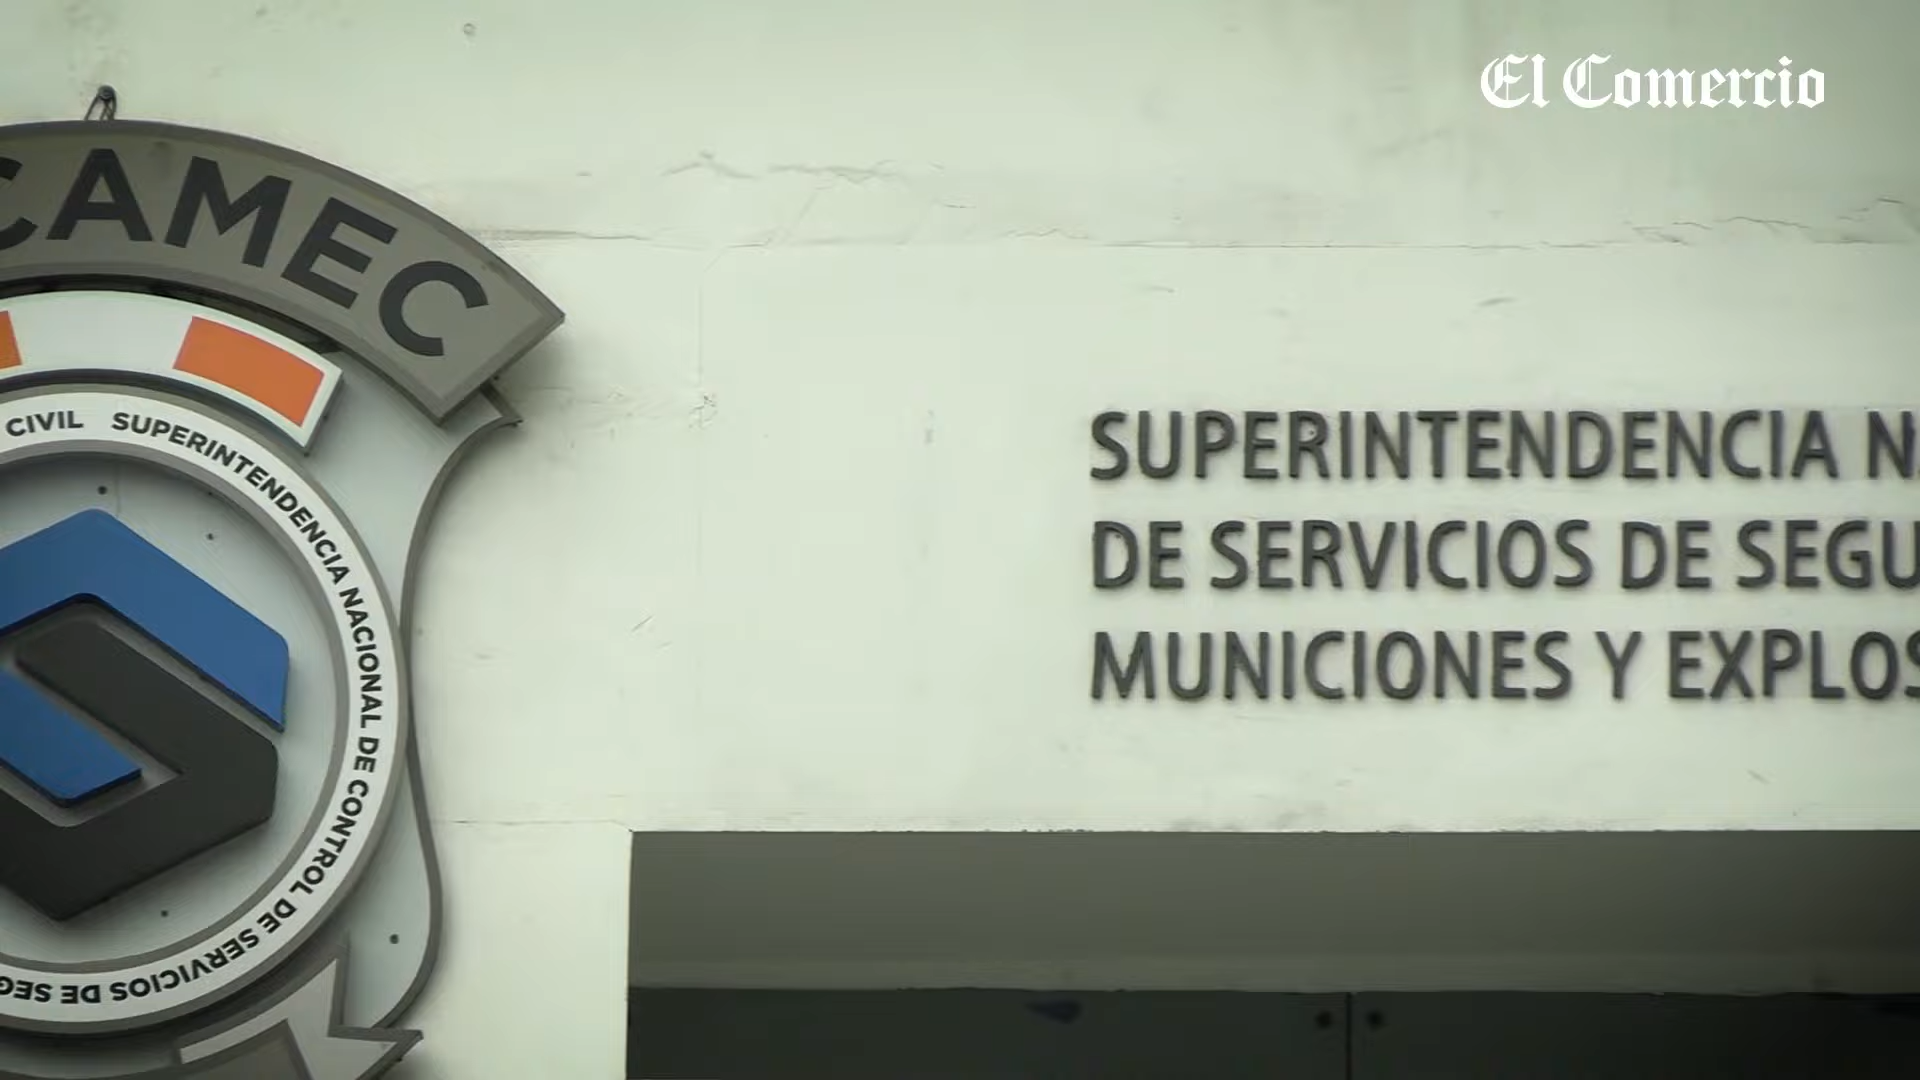 El Comercio
CAMEC
CIVIL SUPERINTENDENCIA NACIONAL DE CONTROL DE SERVICIOS DE SEG
SUPERINTENDENCIA N
DE SERVICIOS DE SEGU
MUNICIONES Y EXPLOS